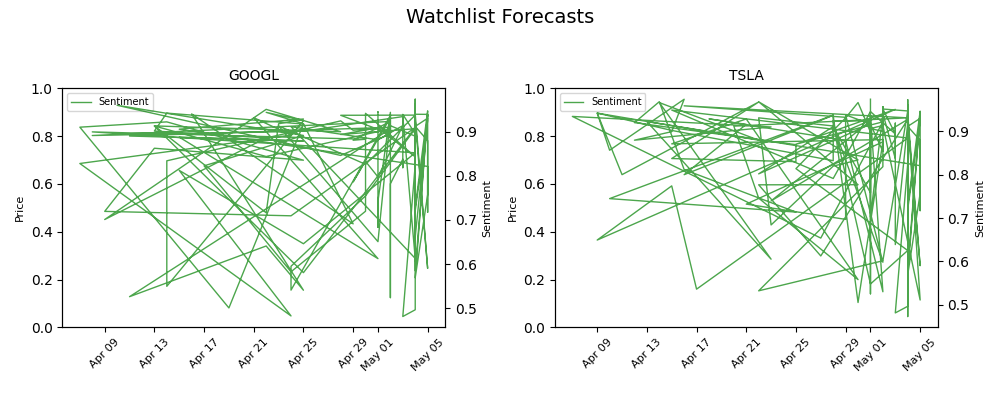 Watchlist Forecasts
GOOGL
TSLA
Sentiment
Sentiment
1.0
0.8
0.6
0.4
0.2
0.0
Price
0.9
0.8
0.7
0.6
0.5
Sentiment
Apr 09
Apr 13
Apr 17
Apr 21
Apr 25
Apr 29
May 01
May 05
1.0
0.8
0.6
0.4
0.2
0.0
Price
0.9
0.8
0.7
0.6
0.5
Sentiment
Apr 09
Apr 13
Apr 17
Apr 21
Apr 25
Apr 29
May 01
May 05